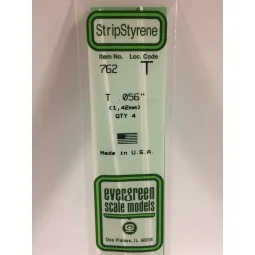 StripStyrene
Item No. Loc. Code
762 T
T .056"
(1,42mm)
QTY 4
Made in U.S.A.
evergreen
scale models
Des Plaines, IL 60018